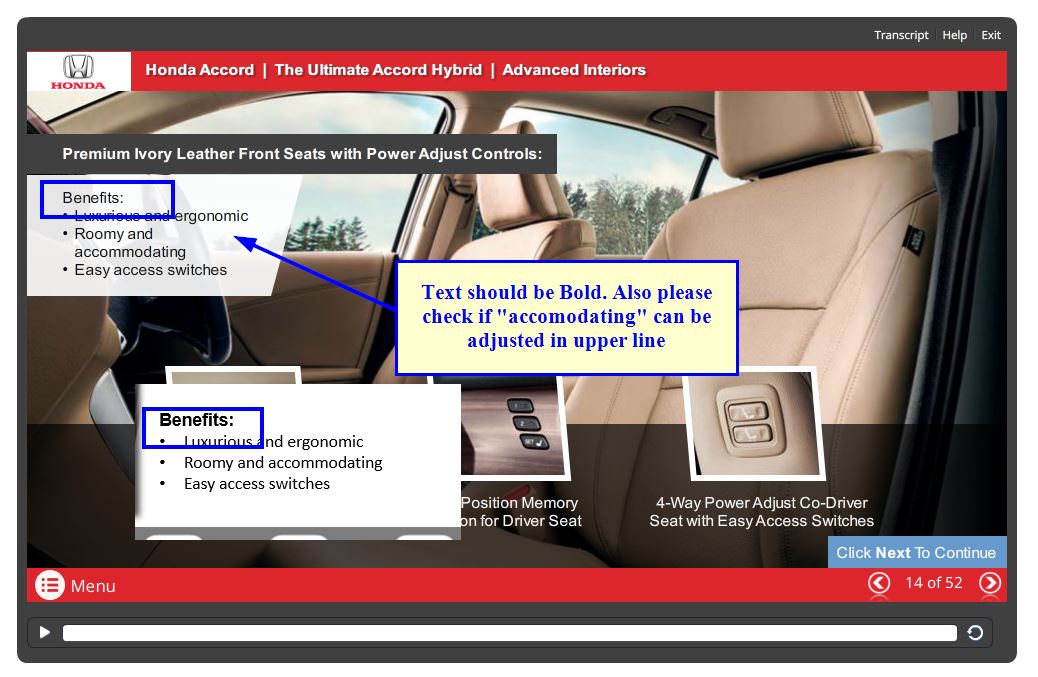 Transcript Help Exit
HONDA
Honda Accord | The Ultimate Accord Hybrid | Advanced Interiors
Premium Ivory Leather Front Seats with Power Adjust Controls:
Benefits:
• Luxurious and ergonomic
• Roomy and
accommodating
• Easy access switches
Text should be Bold. Also please
check if "accomodating" can be
adjusted in upper line
Benefits:
• Luxurious and ergonomic
• Roomy and accommodating
• Easy access switches
1
2
SET
Position Memory
on for Driver Seat
4-Way Power Adjust Co-Driver
Seat with Easy Access Switches
Click Next To Continue
Menu
14 of 52